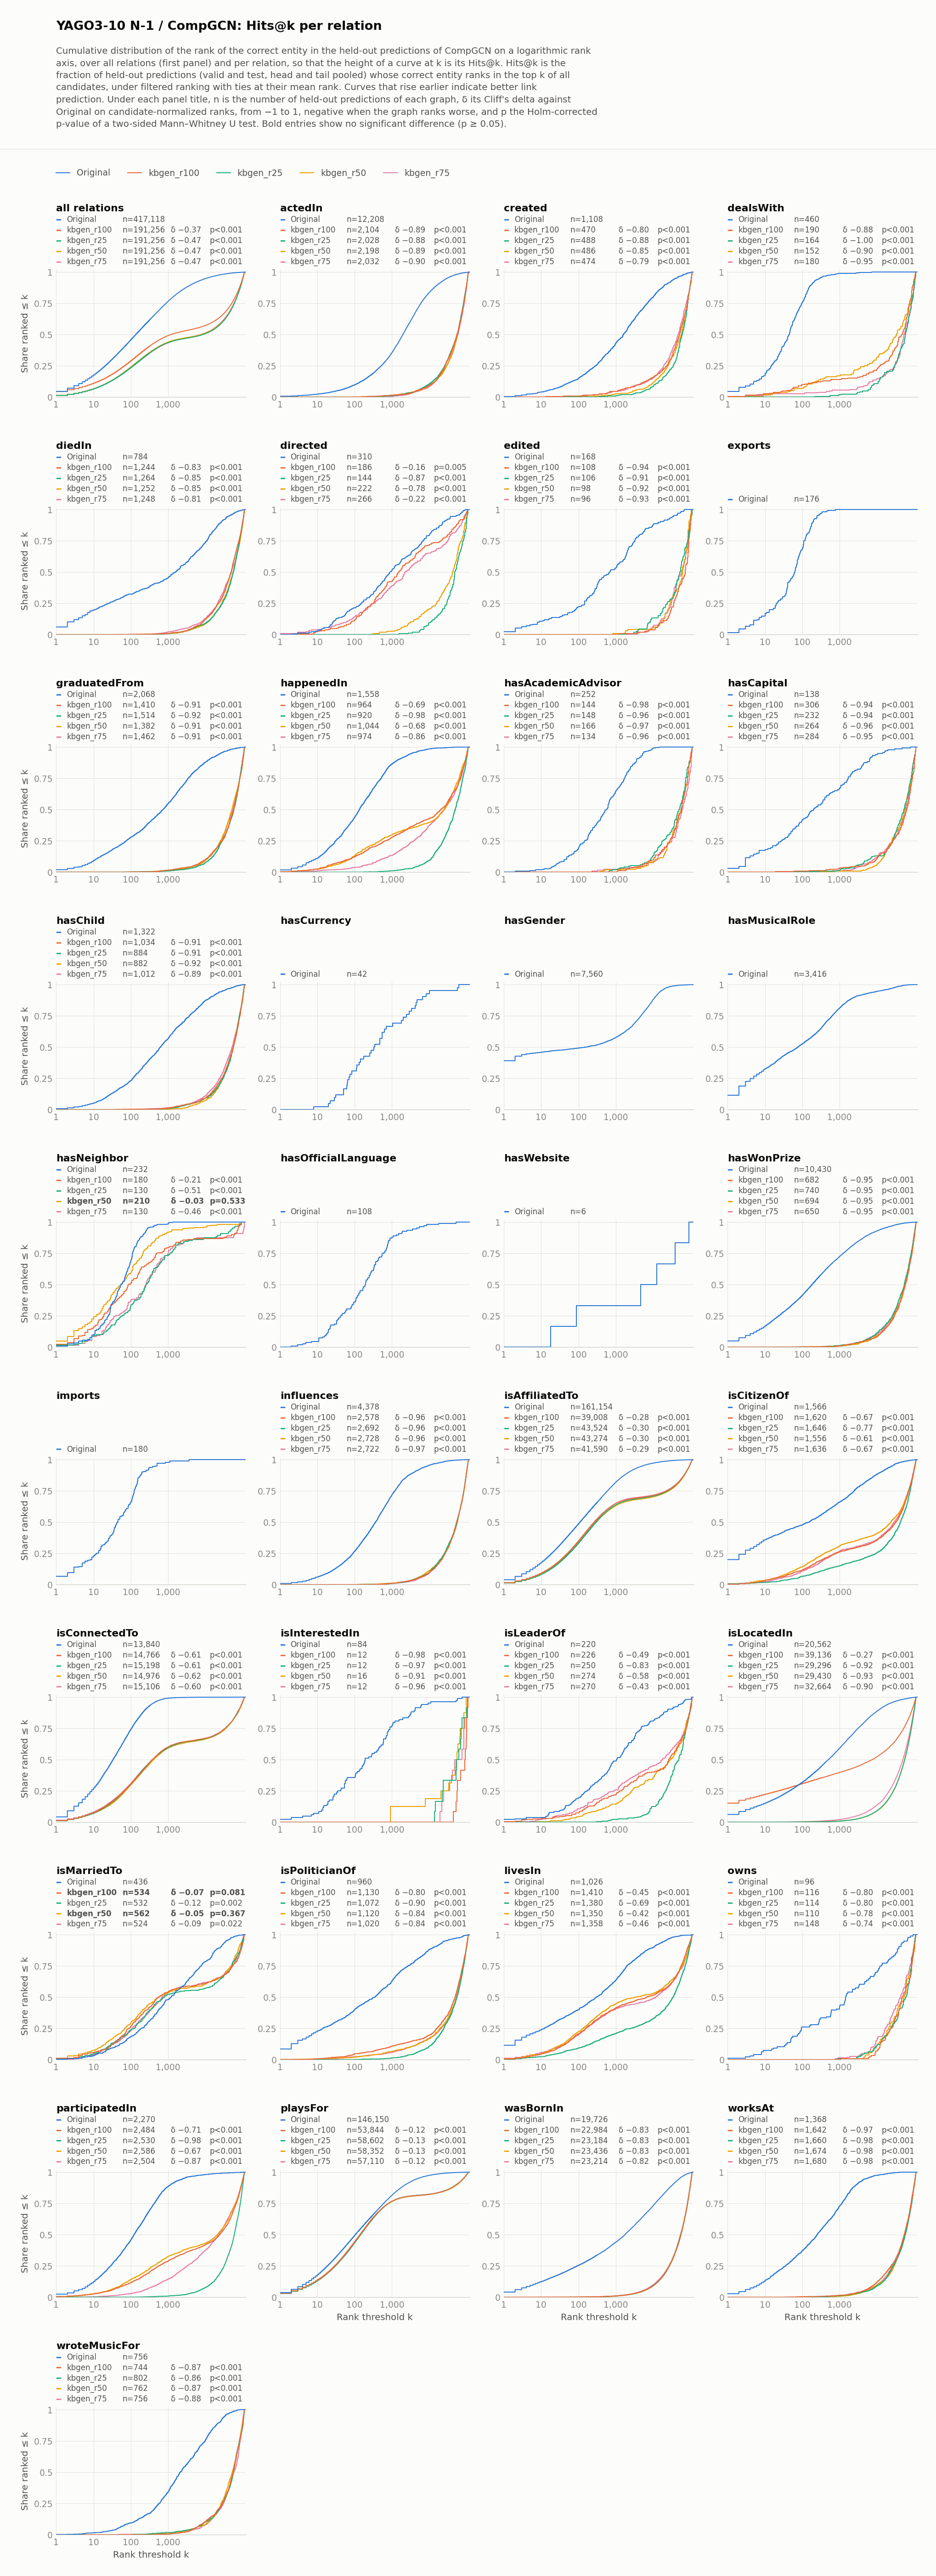 YAGO3-10 N-1 / CompGCN: Hits@k per relation
Cumulative distribution of the rank of the correct entity in the held-out predictions of CompGCN on a logarithmic rank
axis, over all relations (first panel) and per relation, so that the height of a curve at k is its Hits@k. Hits@k is the
fraction of held-out predictions (valid and test, head and tail pooled) whose correct entity ranks in the top k of all
candidates, under filtered ranking with ties at their mean rank. Curves that rise earlier indicate better link
prediction. Under each panel title, n is the number of held-out predictions of each graph, δ its Cliff's delta against
Original on candidate-normalized ranks, from −1 to 1, negative when the graph ranks worse, and p the Holm-corrected
p-value of a two-sided Mann–Whitney U test. Bold entries show no significant difference (p ≥ 0.05).
Original kbgen_r100 kbgen_r25 kbgen_r50 kbgen_r75
all relations
Original n=417,118
kbgen_r100 n=191,256 δ −0.37 p<0.001
kbgen_r25 n=191,256 δ −0.47 p<0.001
kbgen_r50 n=191,256 δ −0.47 p<0.001
kbgen_r75 n=191,256 δ −0.47 p<0.001
actedIn
Original n=12,208
kbgen_r100 n=2,104 δ −0.89 p<0.001
kbgen_r25 n=2,028 δ −0.88 p<0.001
kbgen_r50 n=2,198 δ −0.89 p<0.001
kbgen_r75 n=2,032 δ −0.90 p<0.001
created
Original n=1,108
kbgen_r100 n=470 δ −0.80 p<0.001
kbgen_r25 n=488 δ −0.88 p<0.001
kbgen_r50 n=486 δ −0.85 p<0.001
kbgen_r75 n=474 δ −0.79 p<0.001
dealsWith
Original n=460
kbgen_r100 n=190 δ −0.88 p<0.001
kbgen_r25 n=164 δ −1.00 p<0.001
kbgen_r50 n=152 δ −0.90 p<0.001
kbgen_r75 n=180 δ −0.95 p<0.001
Share ranked ≤ k
1
0.75
0.5
0.25
0
1 10 100 1,000
diedIn
Original n=784
kbgen_r100 n=1,244 δ −0.83 p<0.001
kbgen_r25 n=1,264 δ −0.85 p<0.001
kbgen_r50 n=1,252 δ −0.85 p<0.001
kbgen_r75 n=1,248 δ −0.81 p<0.001
directed
Original n=310
kbgen_r100 n=186 δ −0.16 p=0.005
kbgen_r25 n=144 δ −0.87 p<0.001
kbgen_r50 n=222 δ −0.78 p<0.001
kbgen_r75 n=266 δ −0.22 p<0.001
edited
Original n=168
kbgen_r100 n=108 δ −0.94 p<0.001
kbgen_r25 n=106 δ −0.91 p<0.001
kbgen_r50 n=98 δ −0.92 p<0.001
kbgen_r75 n=96 δ −0.93 p<0.001
exports
Original n=176
graduatedFrom
Original n=2,068
kbgen_r100 n=1,410 δ −0.91 p<0.001
kbgen_r25 n=1,514 δ −0.92 p<0.001
kbgen_r50 n=1,382 δ −0.91 p<0.001
kbgen_r75 n=1,462 δ −0.91 p<0.001
happenedIn
Original n=1,558
kbgen_r100 n=964 δ −0.69 p<0.001
kbgen_r25 n=920 δ −0.98 p<0.001
kbgen_r50 n=1,044 δ −0.68 p<0.001
kbgen_r75 n=974 δ −0.86 p<0.001
hasAcademicAdvisor
Original n=252
kbgen_r100 n=144 δ −0.98 p<0.001
kbgen_r25 n=148 δ −0.96 p<0.001
kbgen_r50 n=166 δ −0.97 p<0.001
kbgen_r75 n=134 δ −0.96 p<0.001
hasCapital
Original n=138
kbgen_r100 n=306 δ −0.94 p<0.001
kbgen_r25 n=232 δ −0.94 p<0.001
kbgen_r50 n=264 δ −0.96 p<0.001
kbgen_r75 n=284 δ −0.95 p<0.001
hasChild
Original n=1,322
kbgen_r100 n=1,034 δ −0.91 p<0.001
kbgen_r25 n=884 δ −0.91 p<0.001
kbgen_r50 n=882 δ −0.92 p<0.001
kbgen_r75 n=1,012 δ −0.89 p<0.001
hasCurrency
Original n=42
hasGender
Original n=7,560
hasMusicalRole
Original n=3,416
hasNeighbor
Original n=232
kbgen_r100 n=180 δ −0.21 p<0.001
kbgen_r25 n=130 δ −0.51 p<0.001
kbgen_r50 n=210 δ −0.03 p=0.533
kbgen_r75 n=130 δ −0.46 p<0.001
hasOfficialLanguage
Original n=108
hasWebsite
Original n=6
hasWonPrize
Original n=10,430
kbgen_r100 n=682 δ −0.95 p<0.001
kbgen_r25 n=740 δ −0.95 p<0.001
kbgen_r50 n=694 δ −0.95 p<0.001
kbgen_r75 n=650 δ −0.95 p<0.001
imports
Original n=180
influences
Original n=4,378
kbgen_r100 n=2,578 δ −0.96 p<0.001
kbgen_r25 n=2,692 δ −0.96 p<0.001
kbgen_r50 n=2,728 δ −0.96 p<0.001
kbgen_r75 n=2,722 δ −0.97 p<0.001
isAffiliatedTo
Original n=161,154
kbgen_r100 n=39,008 δ −0.28 p<0.001
kbgen_r25 n=43,524 δ −0.30 p<0.001
kbgen_r50 n=43,274 δ −0.30 p<0.001
kbgen_r75 n=41,590 δ −0.29 p<0.001
isCitizenOf
Original n=1,566
kbgen_r100 n=1,620 δ −0.67 p<0.001
kbgen_r25 n=1,646 δ −0.77 p<0.001
kbgen_r50 n=1,556 δ −0.61 p<0.001
kbgen_r75 n=1,636 δ −0.67 p<0.001
isConnectedTo
Original n=13,840
kbgen_r100 n=14,766 δ −0.61 p<0.001
kbgen_r25 n=15,198 δ −0.61 p<0.001
kbgen_r50 n=14,976 δ −0.62 p<0.001
kbgen_r75 n=15,106 δ −0.60 p<0.001
isInterestedIn
Original n=84
kbgen_r100 n=12 δ −0.98 p<0.001
kbgen_r25 n=12 δ −0.97 p<0.001
kbgen_r50 n=16 δ −0.91 p<0.001
kbgen_r75 n=12 δ −0.96 p<0.001
isLeaderOf
Original n=220
kbgen_r100 n=226 δ −0.49 p<0.001
kbgen_r25 n=250 δ −0.83 p<0.001
kbgen_r50 n=274 δ −0.58 p<0.001
kbgen_r75 n=270 δ −0.43 p<0.001
isLocatedIn
Original n=20,562
kbgen_r100 n=39,136 δ −0.27 p<0.001
kbgen_r25 n=29,296 δ −0.92 p<0.001
kbgen_r50 n=29,430 δ −0.93 p<0.001
kbgen_r75 n=32,664 δ −0.90 p<0.001
isMarriedTo
Original n=436
kbgen_r100 n=534 δ −0.07 p=0.081
kbgen_r25 n=532 δ −0.12 p=0.002
kbgen_r50 n=562 δ −0.05 p=0.367
kbgen_r75 n=524 δ −0.09 p=0.022
isPoliticianOf
Original n=960
kbgen_r100 n=1,130 δ −0.80 p<0.001
kbgen_r25 n=1,072 δ −0.90 p<0.001
kbgen_r50 n=1,120 δ −0.84 p<0.001
kbgen_r75 n=1,020 δ −0.84 p<0.001
livesIn
Original n=1,026
kbgen_r100 n=1,410 δ −0.45 p<0.001
kbgen_r25 n=1,380 δ −0.69 p<0.001
kbgen_r50 n=1,350 δ −0.42 p<0.001
kbgen_r75 n=1,358 δ −0.46 p<0.001
owns
Original n=96
kbgen_r100 n=116 δ −0.80 p<0.001
kbgen_r25 n=114 δ −0.80 p<0.001
kbgen_r50 n=110 δ −0.78 p<0.001
kbgen_r75 n=148 δ −0.74 p<0.001
participatedIn
Original n=2,270
kbgen_r100 n=2,484 δ −0.71 p<0.001
kbgen_r25 n=2,530 δ −0.98 p<0.001
kbgen_r50 n=2,586 δ −0.67 p<0.001
kbgen_r75 n=2,504 δ −0.87 p<0.001
playsFor
Original n=146,150
kbgen_r100 n=53,844 δ −0.12 p<0.001
kbgen_r25 n=58,602 δ −0.13 p<0.001
kbgen_r50 n=58,352 δ −0.13 p<0.001
kbgen_r75 n=57,110 δ −0.12 p<0.001
wasBornIn
Original n=19,726
kbgen_r100 n=22,984 δ −0.83 p<0.001
kbgen_r25 n=23,184 δ −0.83 p<0.001
kbgen_r50 n=23,436 δ −0.83 p<0.001
kbgen_r75 n=23,214 δ −0.82 p<0.001
worksAt
Original n=1,368
kbgen_r100 n=1,642 δ −0.97 p<0.001
kbgen_r25 n=1,660 δ −0.98 p<0.001
kbgen_r50 n=1,674 δ −0.98 p<0.001
kbgen_r75 n=1,680 δ −0.98 p<0.001
Rank threshold k
wroteMusicFor
Original n=756
kbgen_r100 n=744 δ −0.87 p<0.001
kbgen_r25 n=802 δ −0.86 p<0.001
kbgen_r50 n=762 δ −0.87 p<0.001
kbgen_r75 n=756 δ −0.88 p<0.001
Share ranked ≤ k
1
0.75
0.5
0.25
0
1 10 100 1,000
Rank threshold k